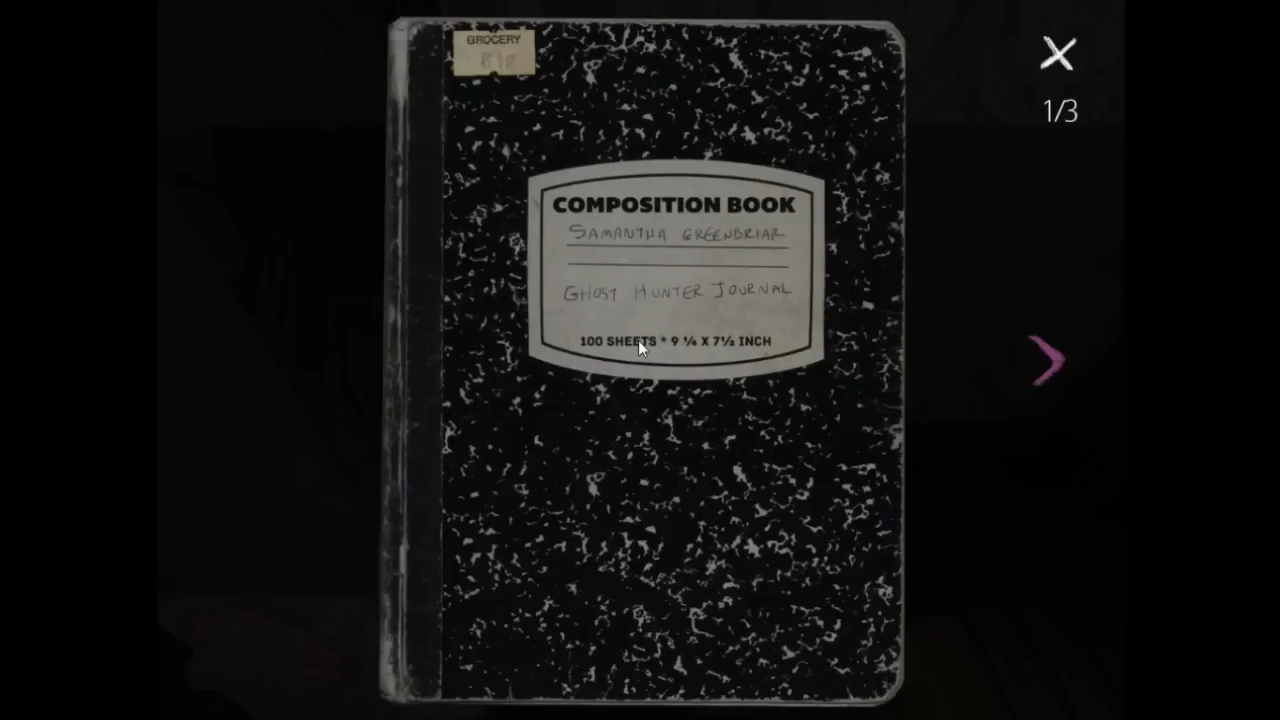 GROCERY
1/3
COMPOSITION BOOK
SAMANTHA GREENBRIAR
GHOST HUNTER JOURNAL
100 SHEETS * 9 ¼ X 7½ INCH